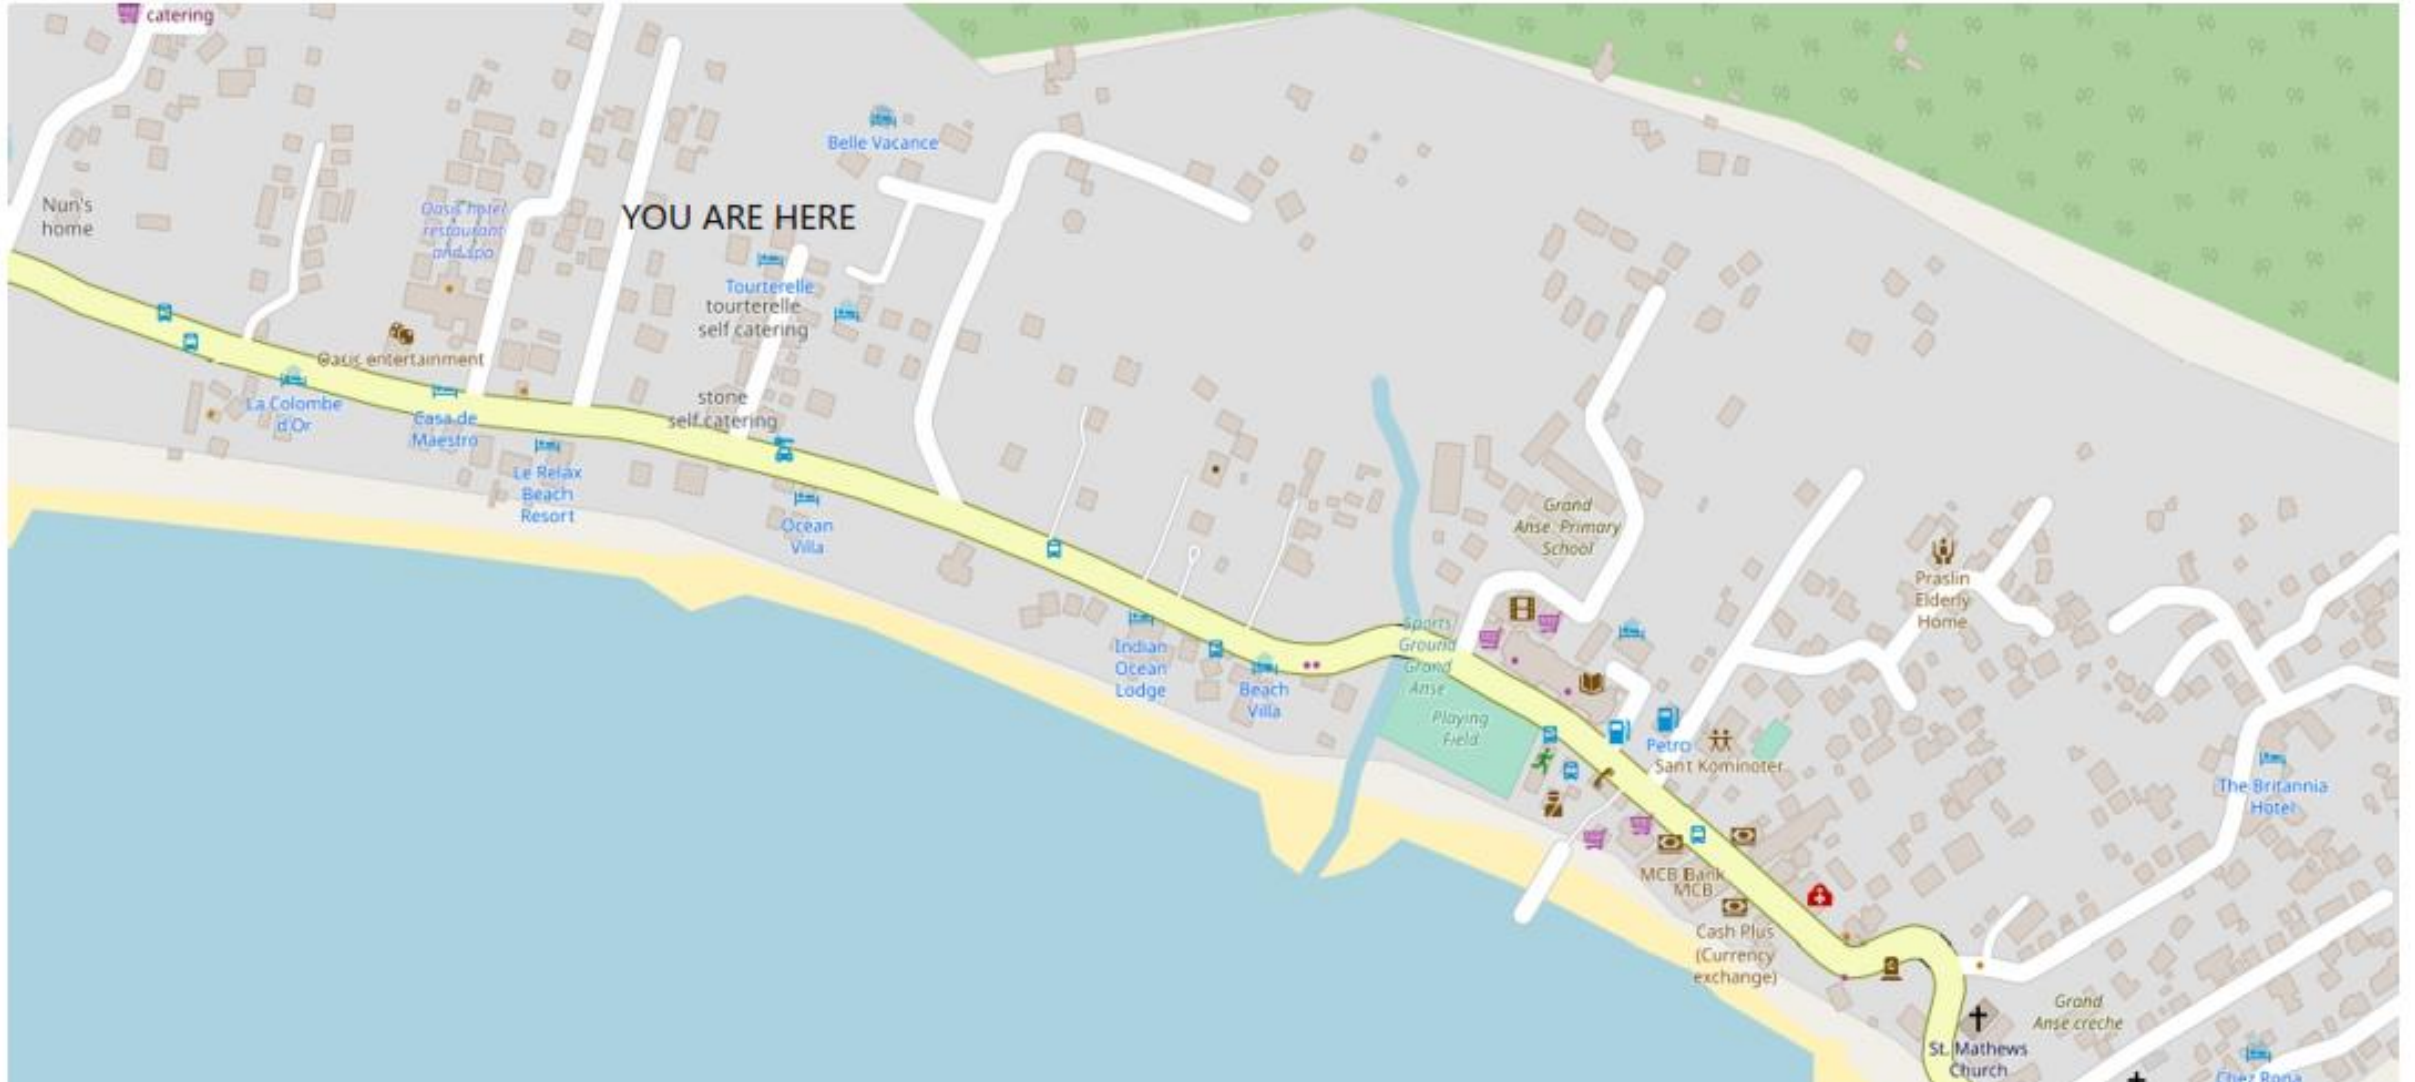 catering
Belle Vacance
Nun's
home
Oasis hotel
restaurant
and spa
YOU ARE HERE
Tourterelle
tourterelle
self catering
Oasis entertainment
La Colombe
d'Or
Casa de
Maestro
stone
self catering
Le Relax
Beach
Resort
Ocean
Villa
Grand
Anse Primary
School
Praslin
Elderly
Home
Sports
Ground
Grand
Anse
Indian
Ocean
Lodge
Beach
Villa
Playing
Field
Petro
Sant Kominoter
The Britannia
Hotel
MCB Bank
MCB
Cash Plus
(Currency
exchange)
Grand
Anse creche
St. Mathews
Church
Chez Bona